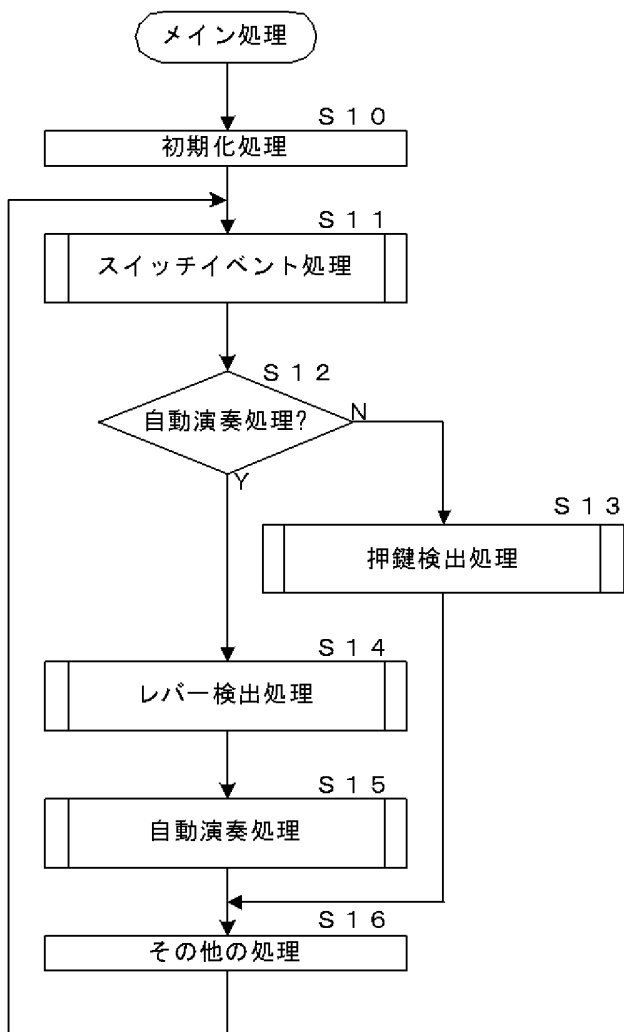 メイン処理
S10
初期化処理
S11
スイッチイベント処理
S12
自動演奏処理?
N
Y
S13
押鍵検出処理
S14
レバー検出処理
S15
自動演奏処理
S16
その他の処理